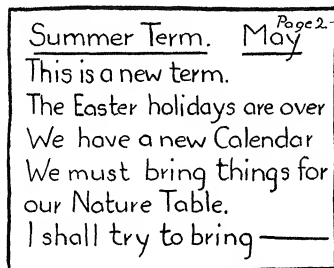 Page 2-
Summer Term. May
This is a new term.
The Easter holidays are over
We have a new Calendar
We must bring things for
our Nature Table.
I shall try to bring ———